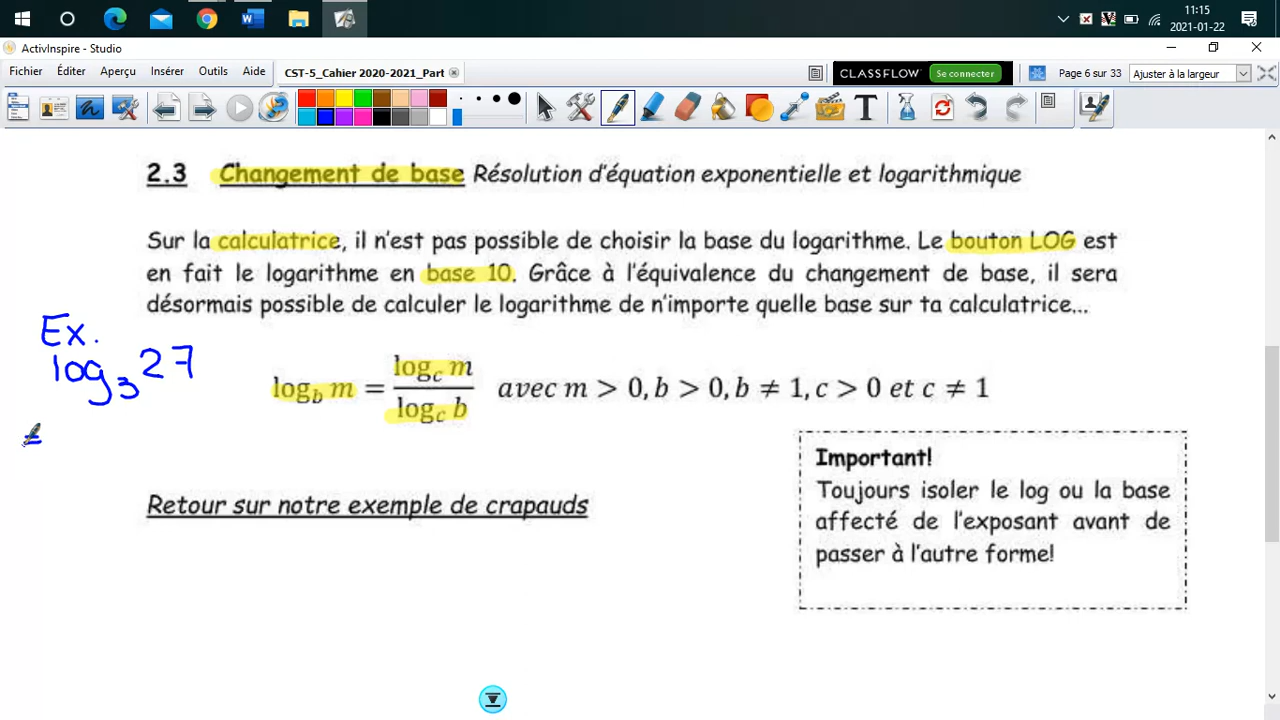 11:15
2021-01-22
ActivInspire - Studio
Fichier Éditer Aperçu Insérer Outils Aide CST-5_Cahier 2020-2021_Part CLASSFLOW Se connecter Page 6 sur 33 Ajuster à la largeur
2.3 Changement de base Résolution d'équation exponentielle et logarithmique
Sur la calculatrice, il n'est pas possible de choisir la base du logarithme. Le bouton LOG est
en fait le logarithme en base 10. Grâce à l'équivalence du changement de base, il sera
désormais possible de calculer le logarithme de n'importe quelle base sur ta calculatrice...
Ex.
log₃ 27
=
log_b m = log_c m / log_c b avec m > 0, b > 0, b ≠ 1, c > 0 et c ≠ 1
Important!
Toujours isoler le log ou la base
affecté de l'exposant avant de
passer à l'autre forme!
Retour sur notre exemple de crapauds